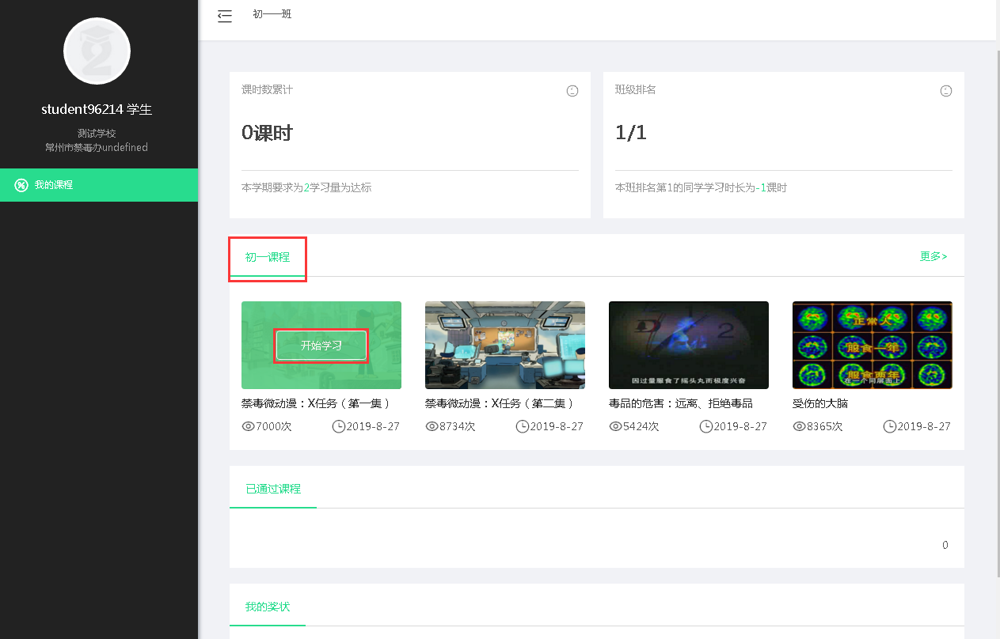 初一一班
student96214 学生
测试学校
常州市禁毒办undefined
我的课程
课时数累计
0课时
本学期要求为2学习量为达标
班级排名
1/1
本班排名第1的同学学习时长为-1课时
初一课程
更多>
开始学习
2
因过量服食了摇头丸而极度兴奋
正常人
服食一年
服食两年
在一个同层面上
禁毒微动漫：X任务（第一集）
禁毒微动漫：X任务（第二集）
毒品的危害：远离、拒绝毒品
受伤的大脑
7000次
2019-8-27
8734次
2019-8-27
5424次
2019-8-27
8365次
2019-8-27
已通过课程
0
我的奖状